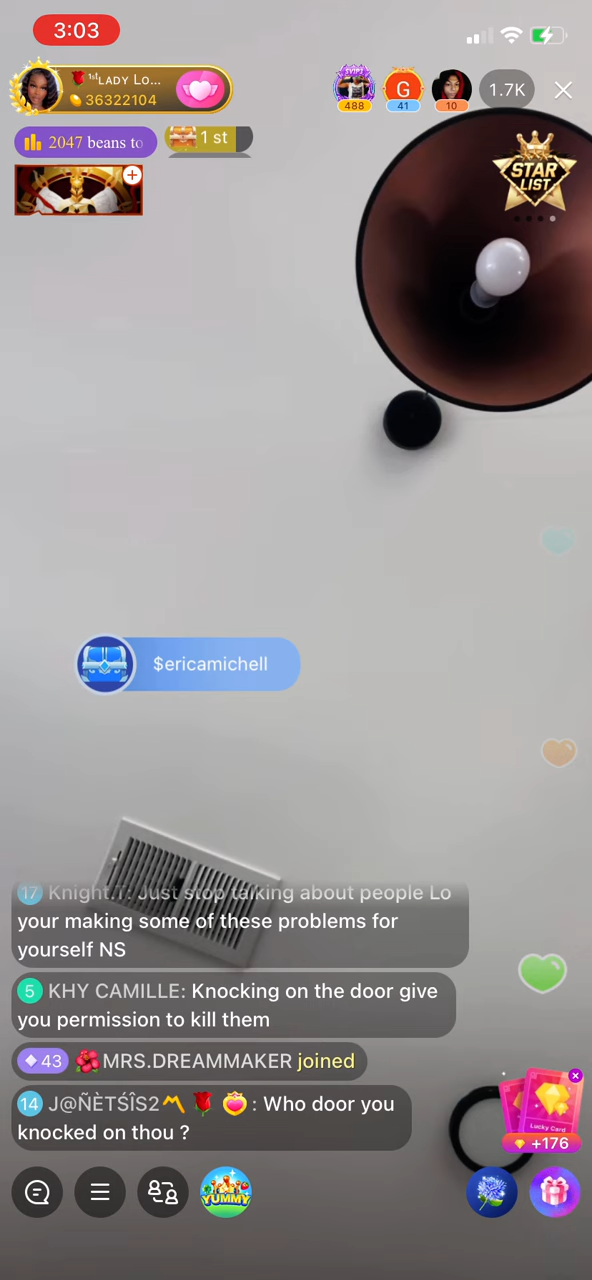 3:03
🌹¹ˢᵗLADY Lo...
36322104
488
G
41
10
1.7K
2047 beans to
1 st
STAR
LIST
$ericamichell
17 Knight.T: Just stop talking about people Lo
your making some of these problems for
yourself NS
5 KHY CAMILLE: Knocking on the door give
you permission to kill them
43 🌺MRS.DREAMMAKER joined
14 J@ÑÈTŚÎS2〽️🌹😍: Who door you
knocked on thou ?
Lucky Card
+176
YUMMY